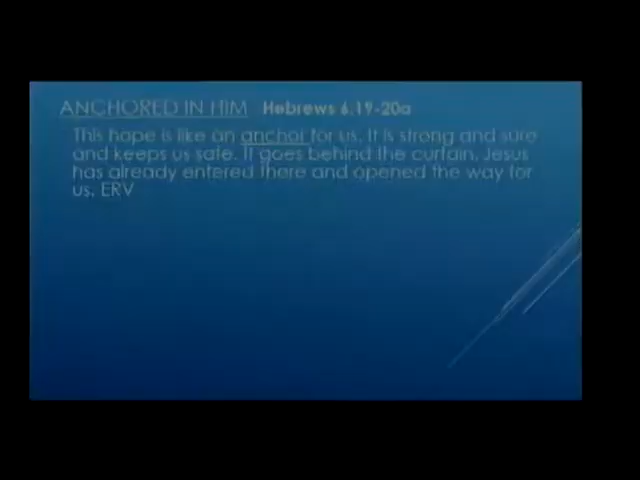 ANCHORED IN HIM Hebrews 6.19-20a
This hope is like an anchor for us. It is strong and sure
and keeps us safe. It goes behind the curtain. Jesus
has already entered there and opened the way for
us. ERV